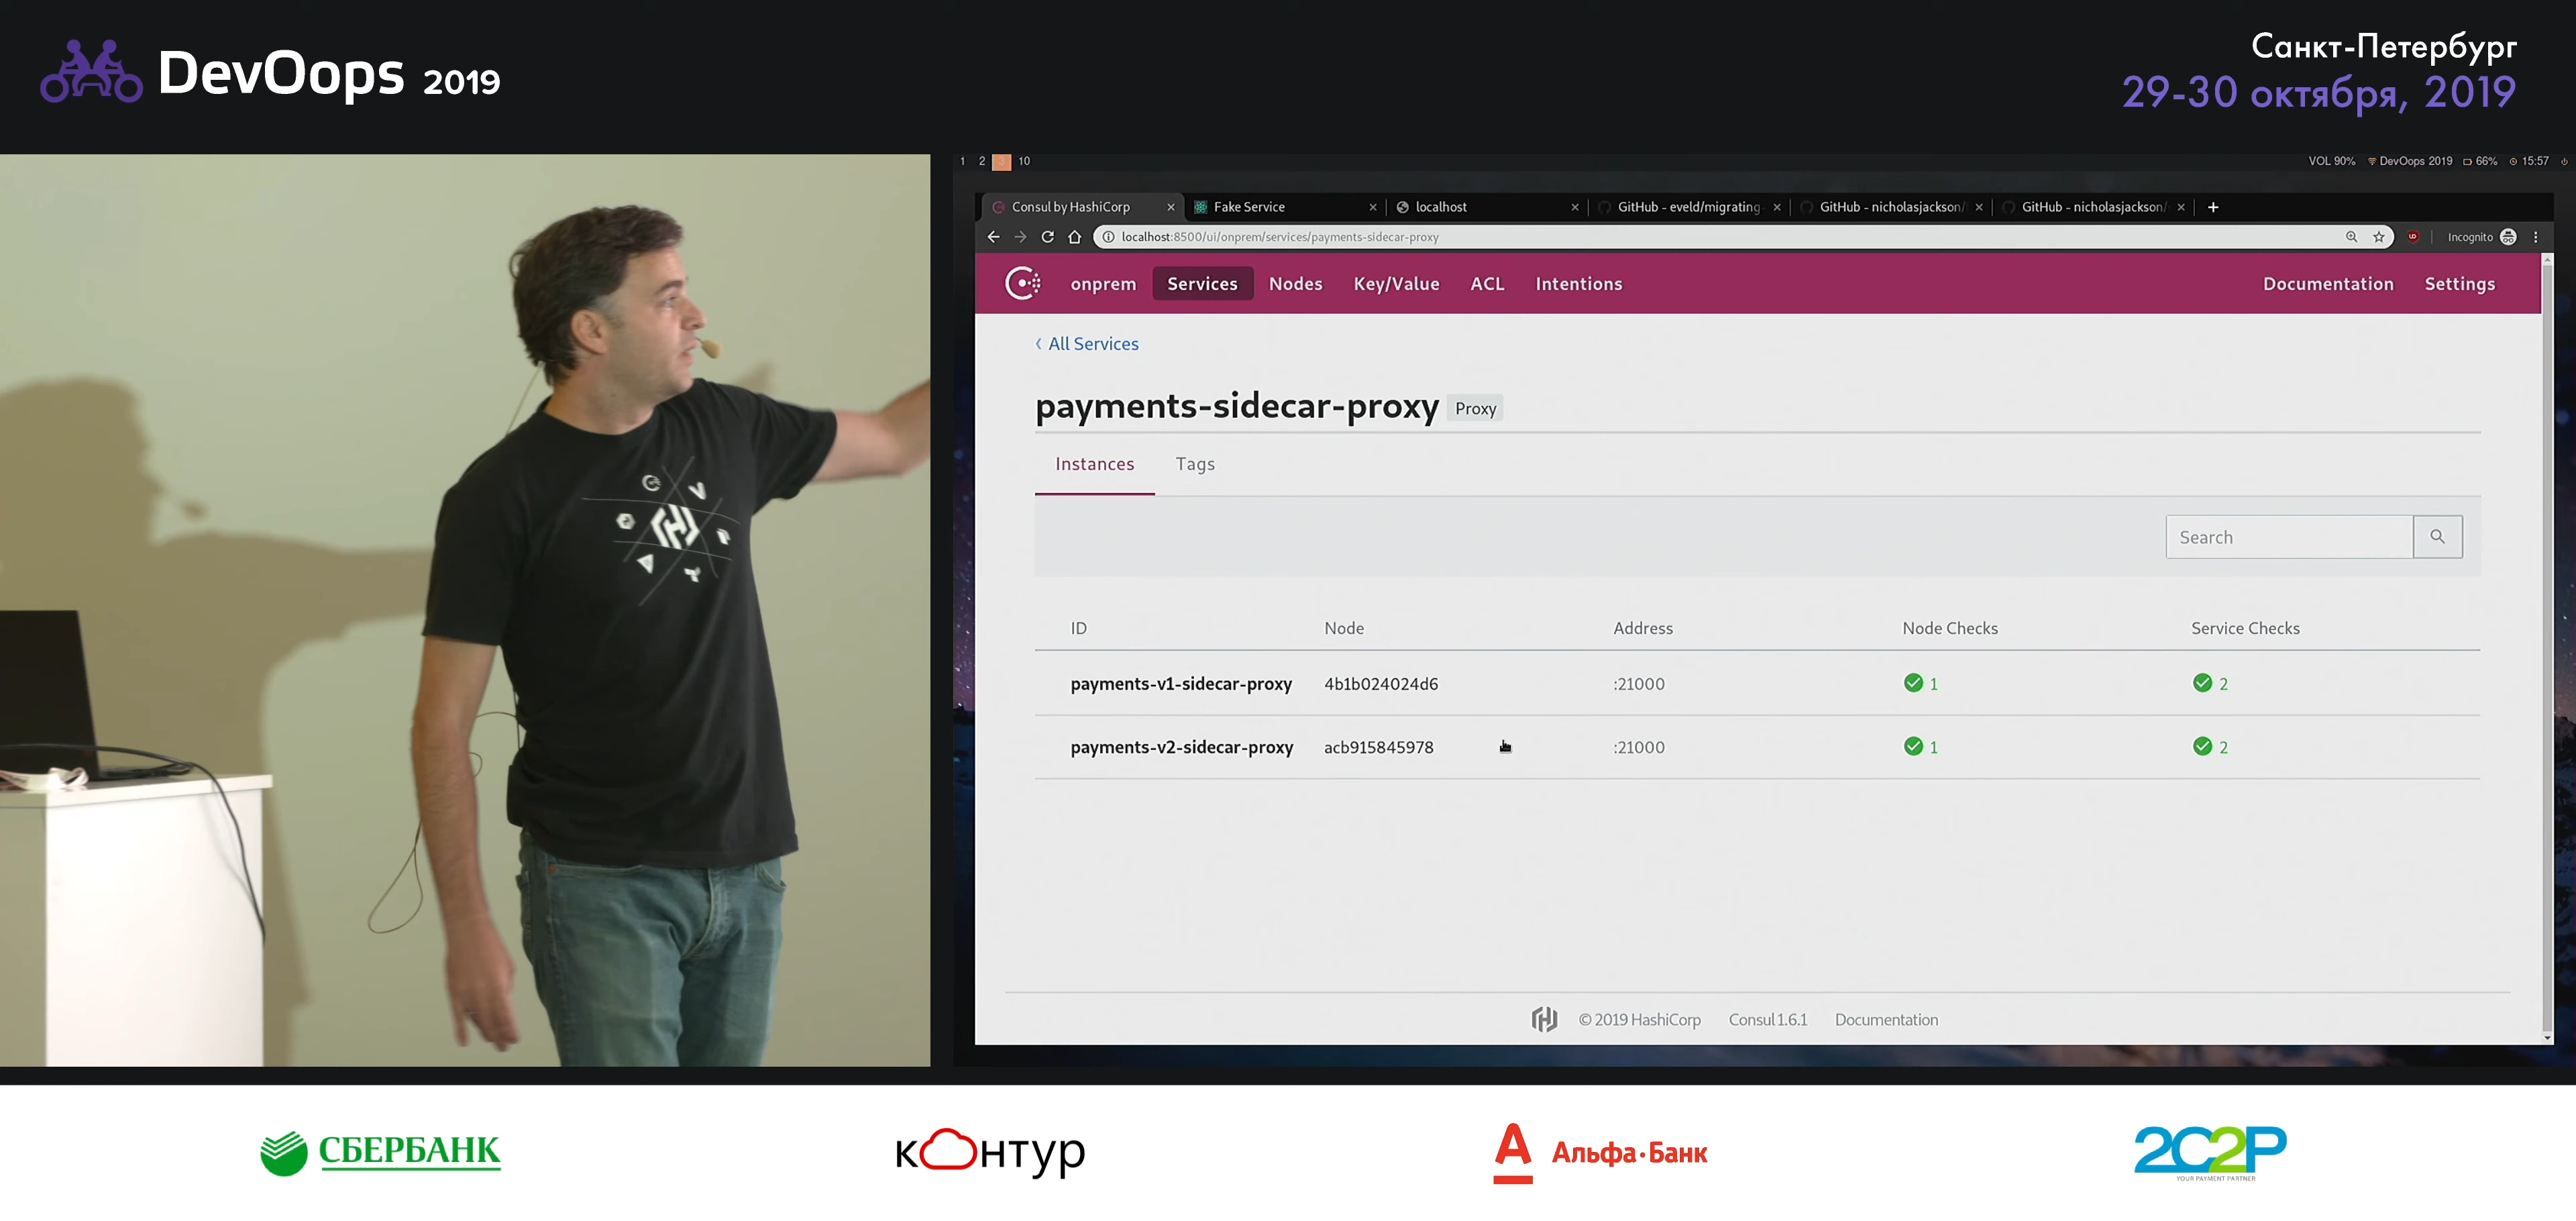 DevOops 2019
Санкт-Петербург
29-30 октября, 2019
1 2 3 10
VOL 90% DevOops 2019 66% 15:57
Consul by HashiCorp
Fake Service
localhost
GitHub - eveld/migrating-
GitHub - nicholasjackson/
GitHub - nicholasjackson/
localhost:8500/ui/onprem/services/payments-sidecar-proxy
Incognito
onprem Services Nodes Key/Value ACL Intentions Documentation Settings
All Services
payments-sidecar-proxy Proxy
Instances Tags
Search
ID Node Address Node Checks Service Checks
payments-v1-sidecar-proxy 4b1b024024d6 :21000 1 2
payments-v2-sidecar-proxy acb915845978 :21000 1 2
© 2019 HashiCorp Consul 1.6.1 Documentation
СБЕРБАНК
контур
А Альфа·Банк
2C2P
YOUR PAYMENT PARTNER